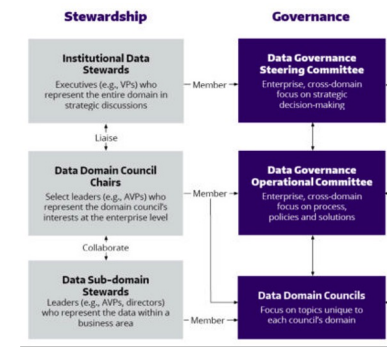 Stewardship
Governance
Institutional Data
Stewards
Executives (e.g., VPs) who
represent the entire domain in
strategic discussions
Member
Data Governance
Steering Committee
Enterprise, cross-domain
focus on strategic
decision-making
Liaise
Data Domain Council
Chairs
Select leaders (e.g., AVPs) who
represent the domain council's
interests at the enterprise level
Member
Data Governance
Operational Committee
Enterprise, cross-domain
focus on process,
policies and solutions
Collaborate
Data Sub-domain
Stewards
Leaders (e.g., AVPs, directors)
who represent the data within a
business area
Member
Data Domain Councils
Focus on topics unique to
each council's domain